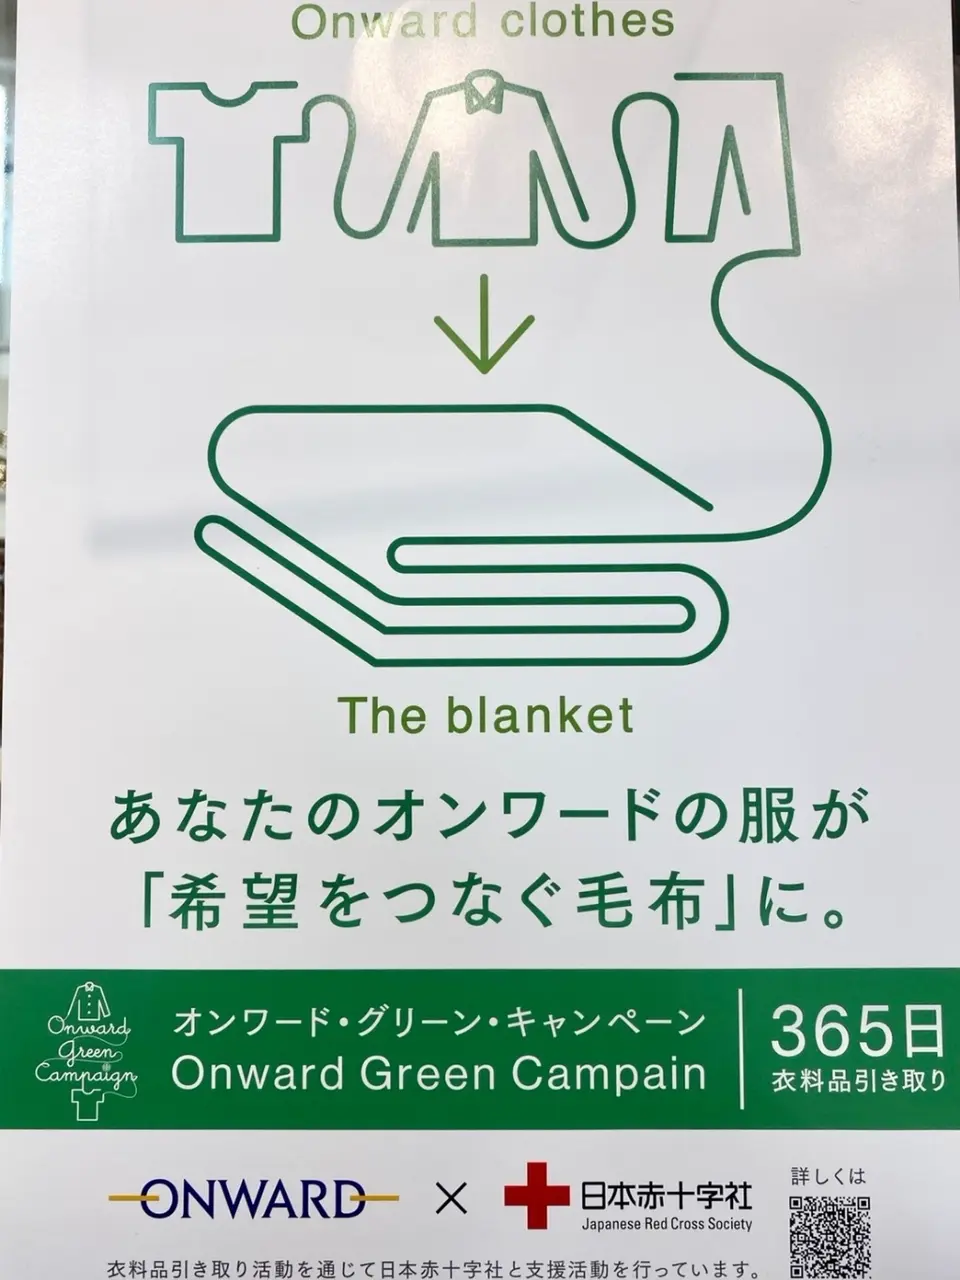 Onward clothes
The blanket
あなたのオンワードの服が
「希望をつなぐ毛布」に。
Onward
Green
Campaign
オンワード・グリーン・キャンペーン
Onward Green Campain
365日
衣料品引き取り
ONWARD × 日本赤十字社
Japanese Red Cross Society
詳しくは
衣料品引き取り活動を通じて日本赤十字社と支援活動を行っています。